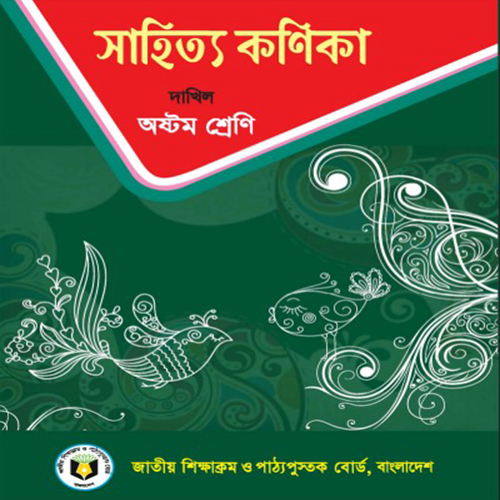 সাহিত্য কণিকা
দাখিল
অষ্টম শ্রেণি
জাতীয় শিক্ষাক্রম ও পাঠ্যপুস্তক বোর্ড, বাংলাদেশ